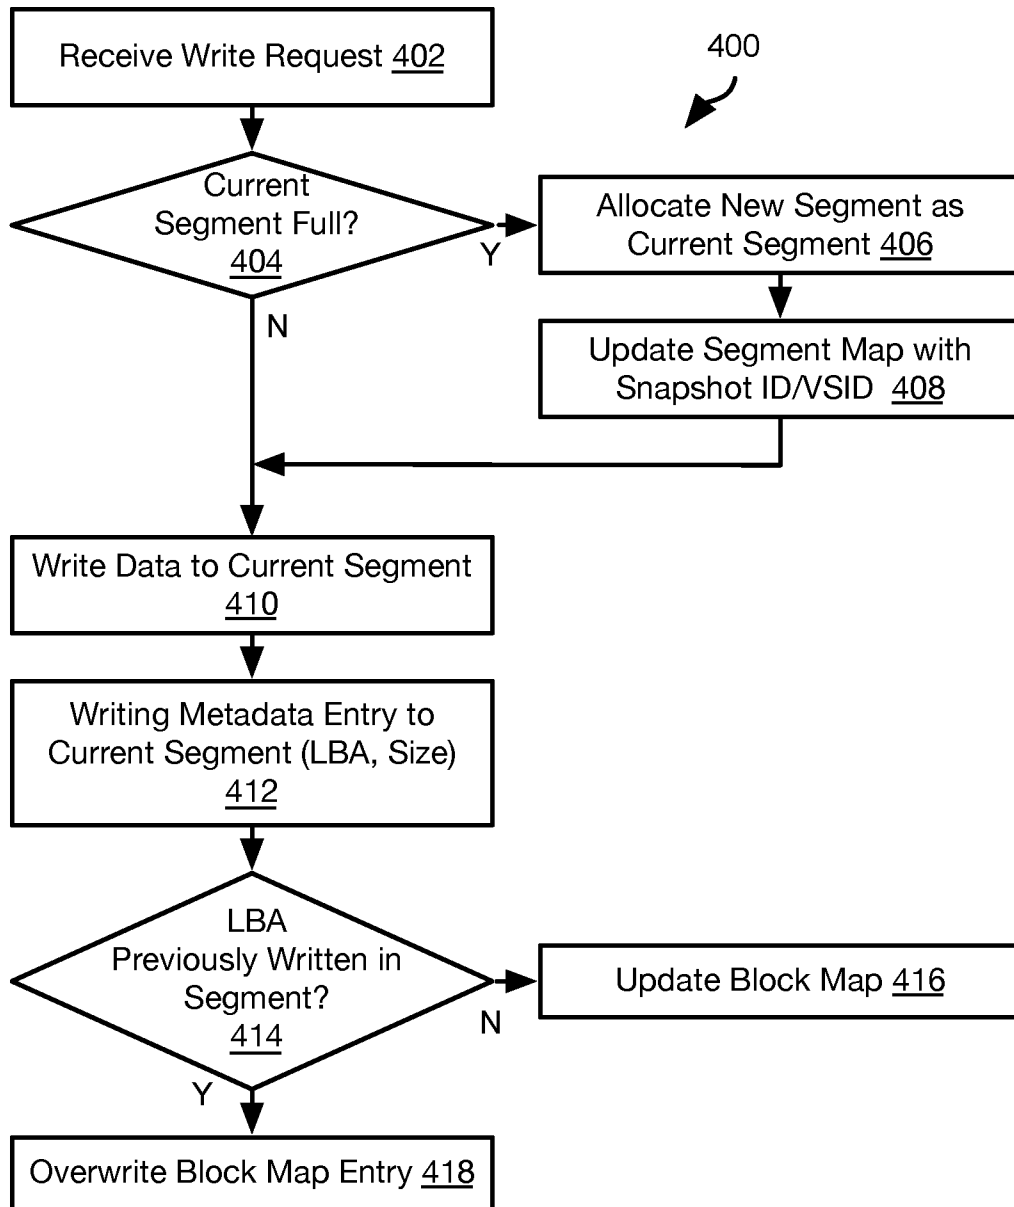 Receive Write Request 402
400
Current
Segment Full?
404
Y
N
Allocate New Segment as
Current Segment 406
Update Segment Map with
Snapshot ID/VSID 408
Write Data to Current Segment
410
Writing Metadata Entry to
Current Segment (LBA, Size)
412
LBA
Previously Written in
Segment?
414
N
Y
Update Block Map 416
Overwrite Block Map Entry 418